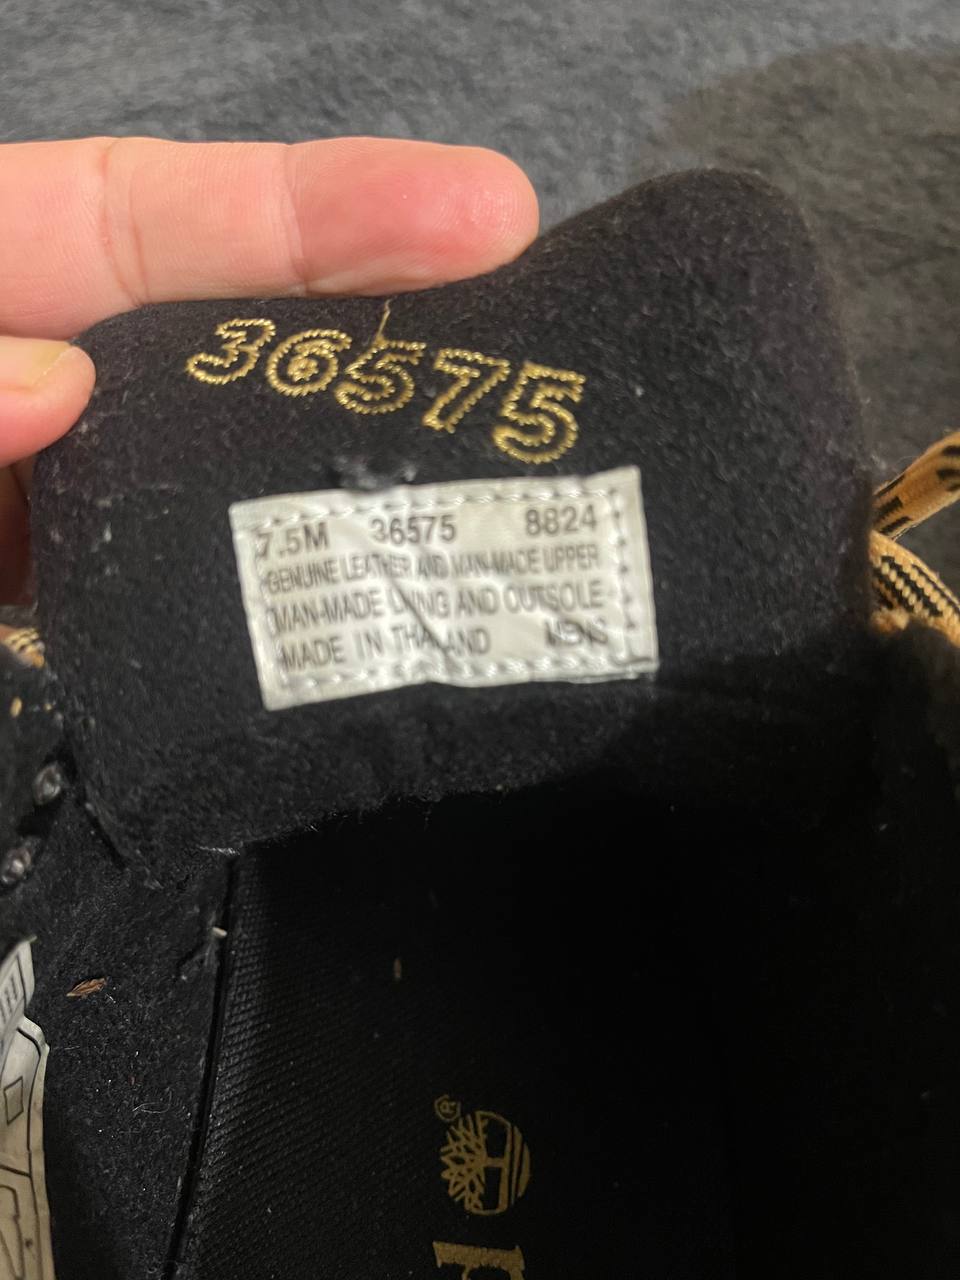 36575
7.5M 36575 8824
GENUINE LEATHER AND MAN-MADE UPPER
MAN-MADE LINING AND OUTSOLE
MADE IN THAILAND MENS
®
d